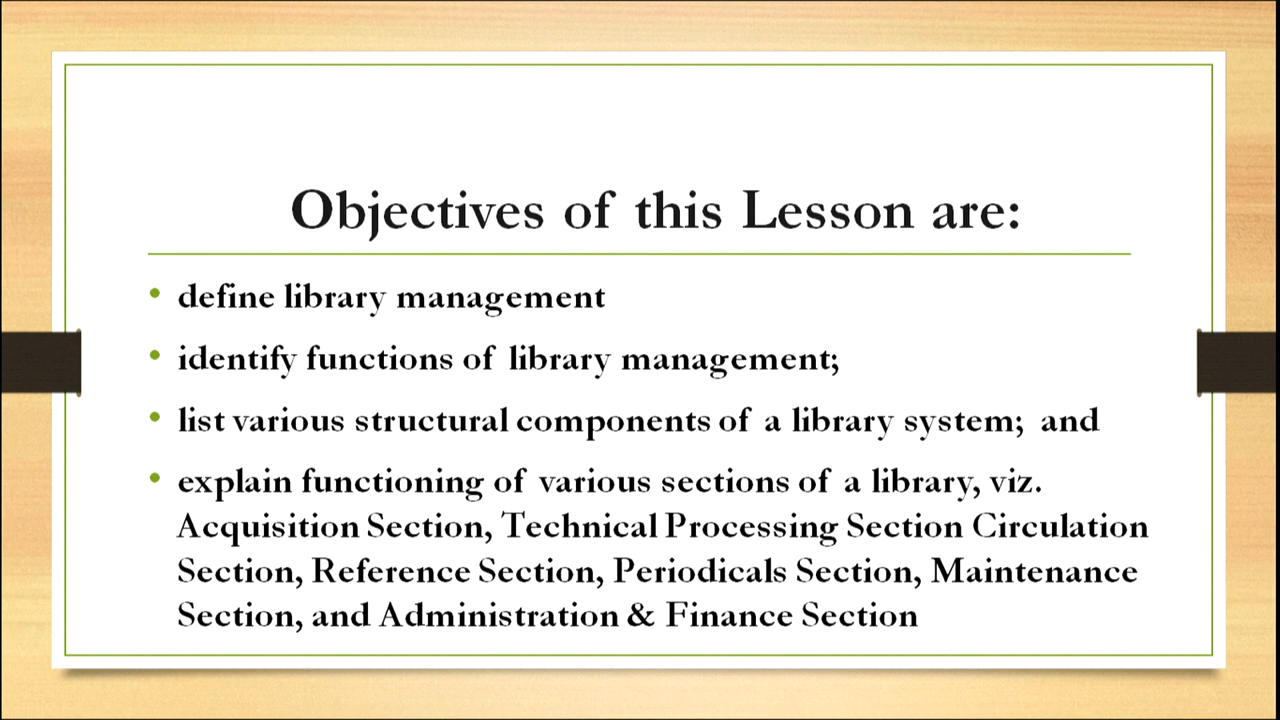 Objectives of this Lesson are:
• define library management
• identify functions of library management;
• list various structural components of a library system; and
• explain functioning of various sections of a library, viz.
Acquisition Section, Technical Processing Section Circulation
Section, Reference Section, Periodicals Section, Maintenance
Section, and Administration & Finance Section